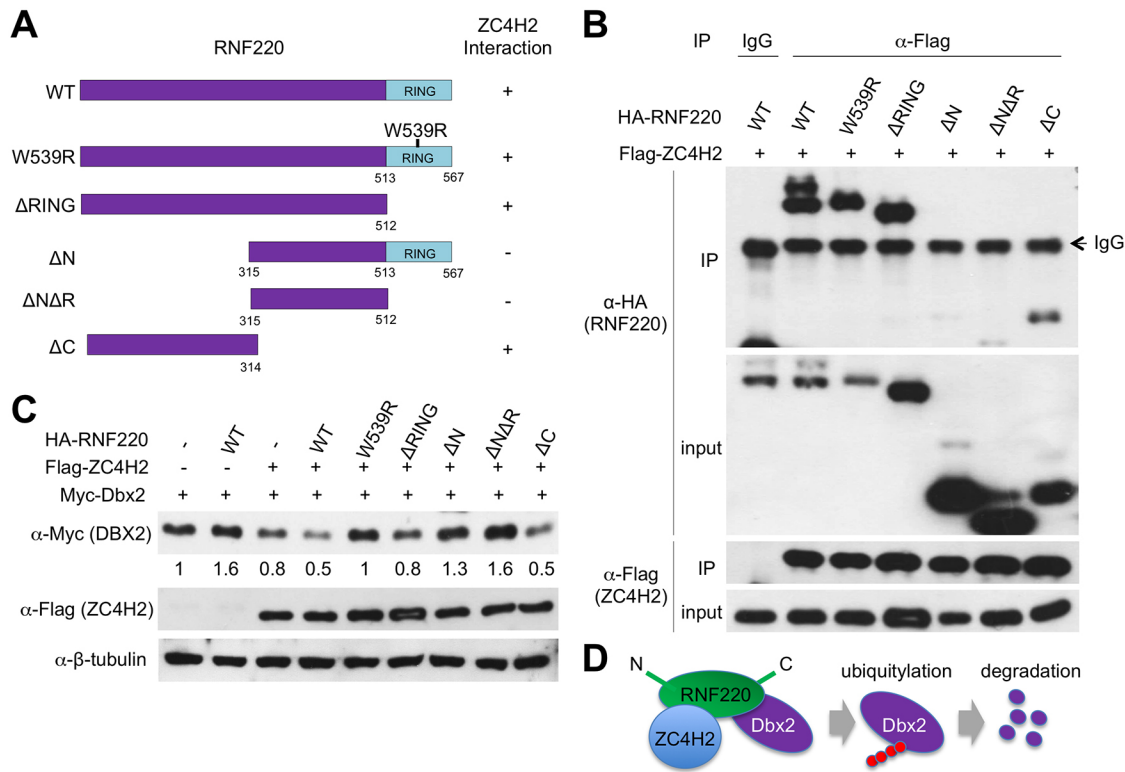 A
RNF220
ZC4H2
Interaction
WT
RING
+
W539R
W539R
RING
+
513
567
ΔRING
+
512
ΔN
RING
-
315
513
567
ΔNΔR
-
315
512
ΔC
+
314
B
IP
IgG
α-Flag
HA-RNF220
WT
WT
W539R
ΔRING
ΔN
ΔNΔR
ΔC
Flag-ZC4H2
+ + + + + + +
IgG
IP
α-HA
(RNF220)
input
α-Flag
(ZC4H2)
IP
input
C
HA-RNF220
- WT - WT W539R ΔRING ΔN ΔNΔR ΔC
Flag-ZC4H2
- - + + + + + + +
Myc-Dbx2
+ + + + + + + + +
α-Myc (DBX2)
1 1.6 0.8 0.5 1 0.8 1.3 1.6 0.5
α-Flag (ZC4H2)
α-β-tubulin
D
N
C
RNF220
ZC4H2
Dbx2
ubiquitylation
Dbx2
degradation